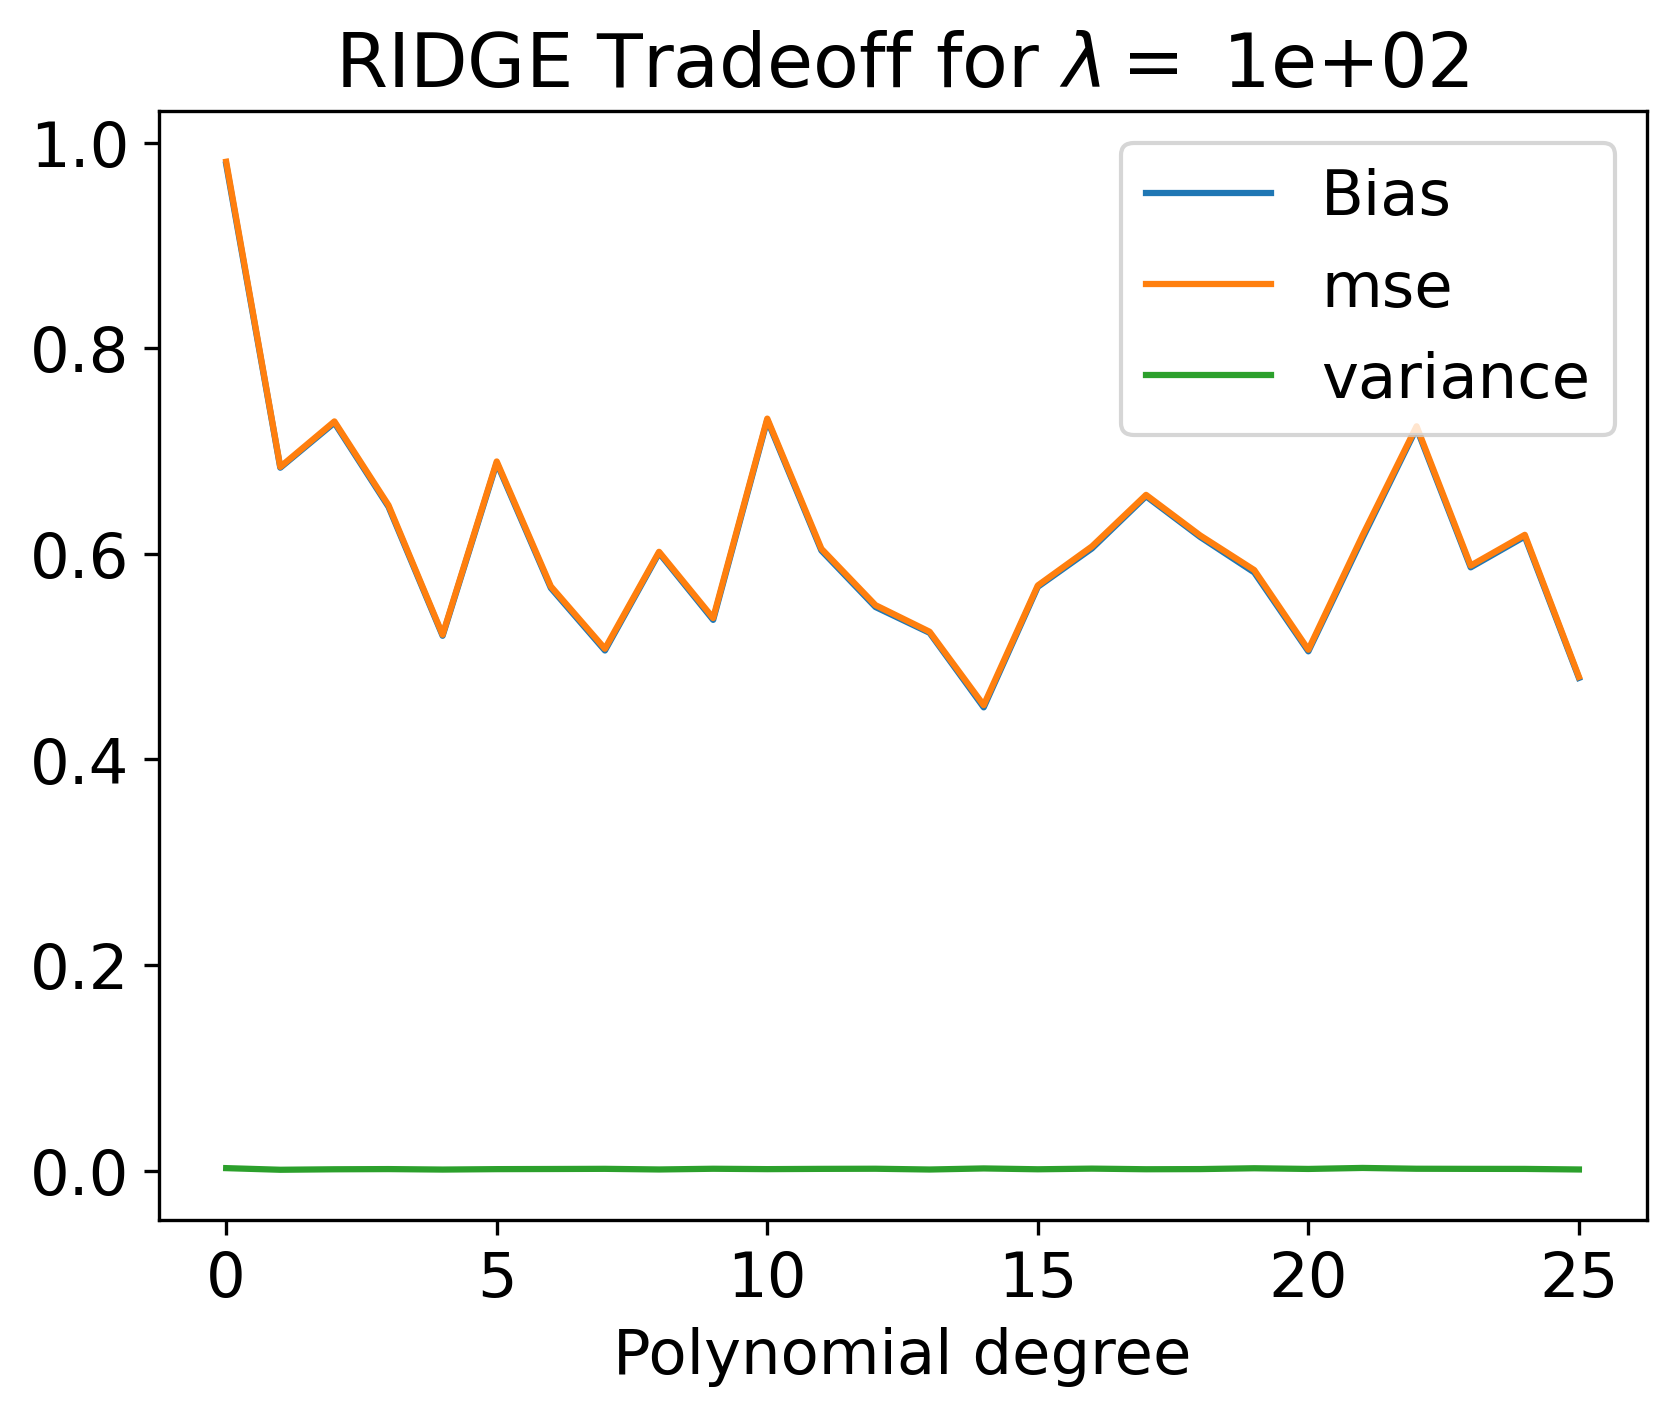 RIDGE Tradeoff for λ = 1e+02
1.0
0.8
0.6
0.4
0.2
0.0
Bias
mse
variance
0 5 10 15 20 25
Polynomial degree